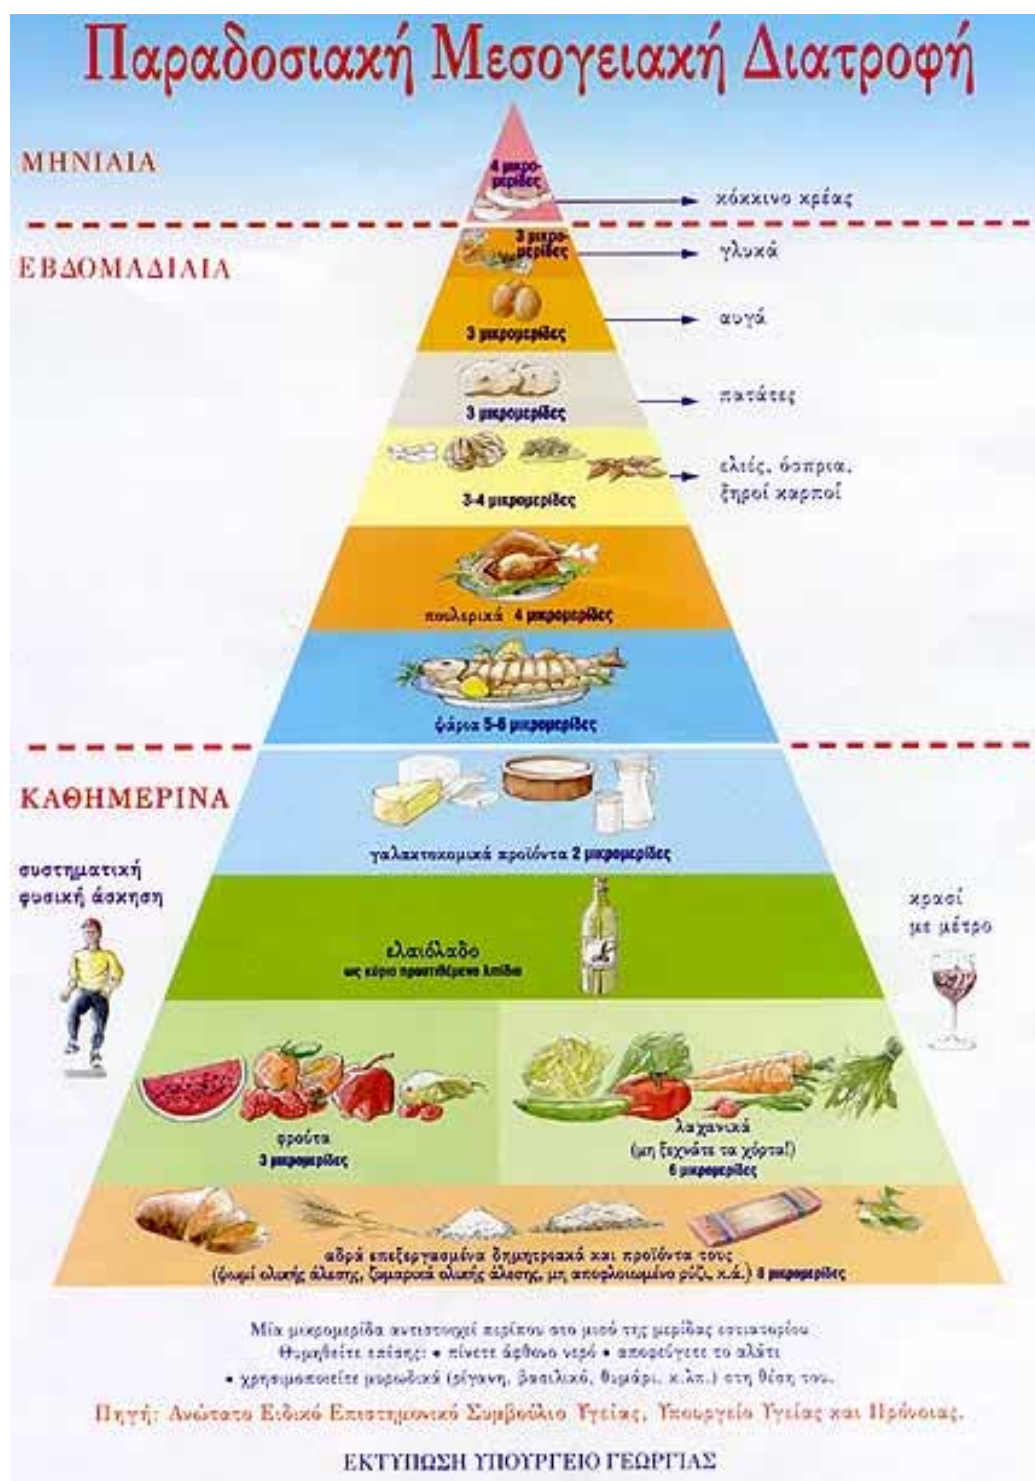 Παραδοσιακή Μεσογειακή Διατροφή
ΜΗΝΙΑΙΑ
4 μικρο-
μερίδες
κόκκινο κρέας
ΕΒΔΟΜΑΔΙΑΙΑ
3 μικρο-
μερίδες
γλυκά
αυγά
3 μικρομερίδες
πατάτες
3 μικρομερίδες
ελιές, όσπρια,
ξηροί καρποί
3-4 μικρομερίδες
πουλερικά 4 μικρομερίδες
ψάρια 5-6 μικρομερίδες
ΚΑΘΗΜΕΡΙΝΑ
γαλακτοκομικά προϊόντα 2 μικρομερίδες
συστηματική
φυσική άσκηση
κρασί
με μέτρο
ελαιόλαδο
ως κύριο προστιθέμενο λιπίδιο
φρούτα
3 μικρομερίδες
λαχανικά
(μη ξεχνάτε τα χόρτα!)
6 μικρομερίδες
αδρά επεξεργασμένα δημητριακά και προϊόντα τους
(ψωμί ολικής άλεσης, ζυμαρικά ολικής άλεσης, μη αποφλοιωμένο ρύζι, κ.ά.) 8 μικρομερίδες
Μία μικρομερίδα αντιστοιχεί περίπου στο μισό της μερίδας εστιατορίου
Θυμηθείτε επίσης: • πίνετε άφθονο νερό • αποφεύγετε το αλάτι
• χρησιμοποιείτε μυρωδικά (ρίγανη, βασιλικό, θυμάρι, κ.λπ.) στη θέση του.
Πηγή: Ανώτατο Ειδικό Επιστημονικό Συμβούλιο Υγείας, Υπουργείο Υγείας και Πρόνοιας.
ΕΚΤΥΠΩΣΗ ΥΠΟΥΡΓΕΙΟ ΓΕΩΡΓΙΑΣ